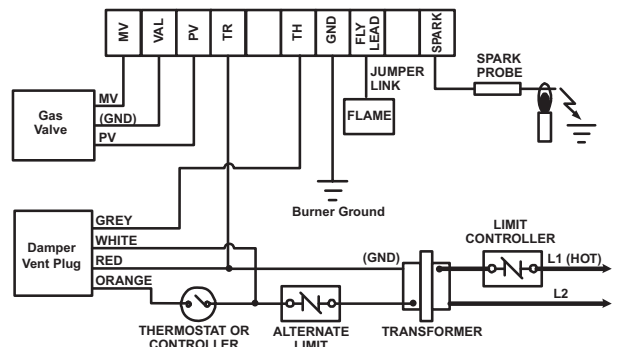 MV
VAL
PV
TR
TH
GND
FLY
LEAD
SPARK
JUMPER
LINK
SPARK
PROBE
MV
(GND)
PV
Gas
Valve
FLAME
Burner Ground
GREY
WHITE
RED
ORANGE
Damper
Vent Plug
(GND)
LIMIT
CONTROLLER
L1 (HOT)
L2
THERMOSTAT OR
CONTROLLER
ALTERNATE
LIMIT
TRANSFORMER